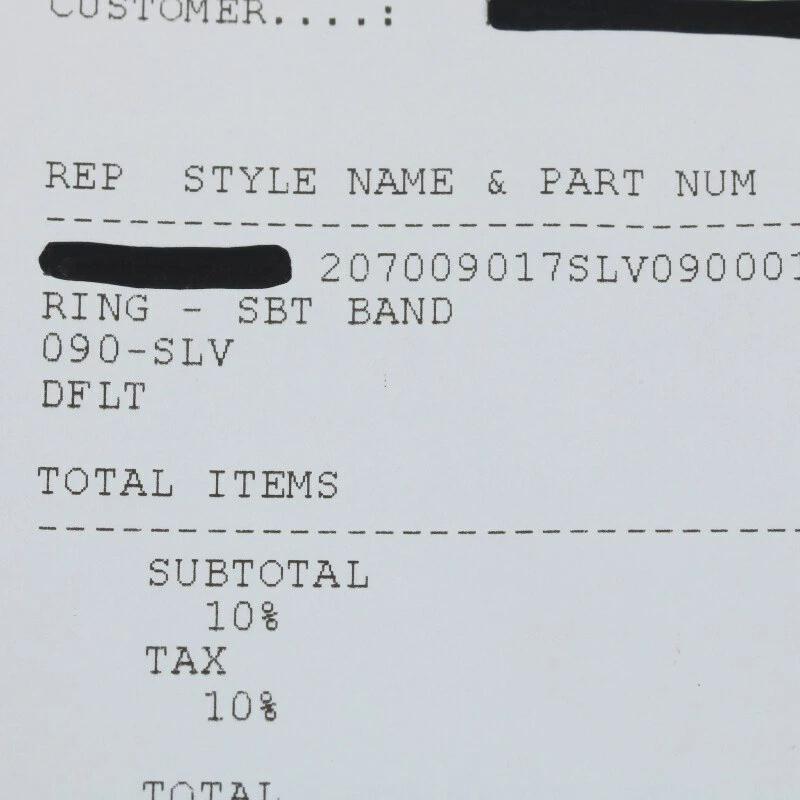 CUSTOMER....:
REP STYLE NAME & PART NUM
207009017SLV090001
RING - SBT BAND
090-SLV
DFLT
TOTAL ITEMS
SUBTOTAL
10%
TAX
10%
TOTAL